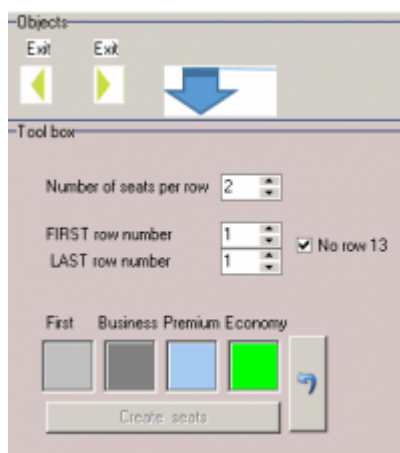 Objects
Exit Exit
Tool box
Number of seats per row 2
FIRST row number 1
No row 13
LAST row number 1
First Business Premium Economy
Create seats